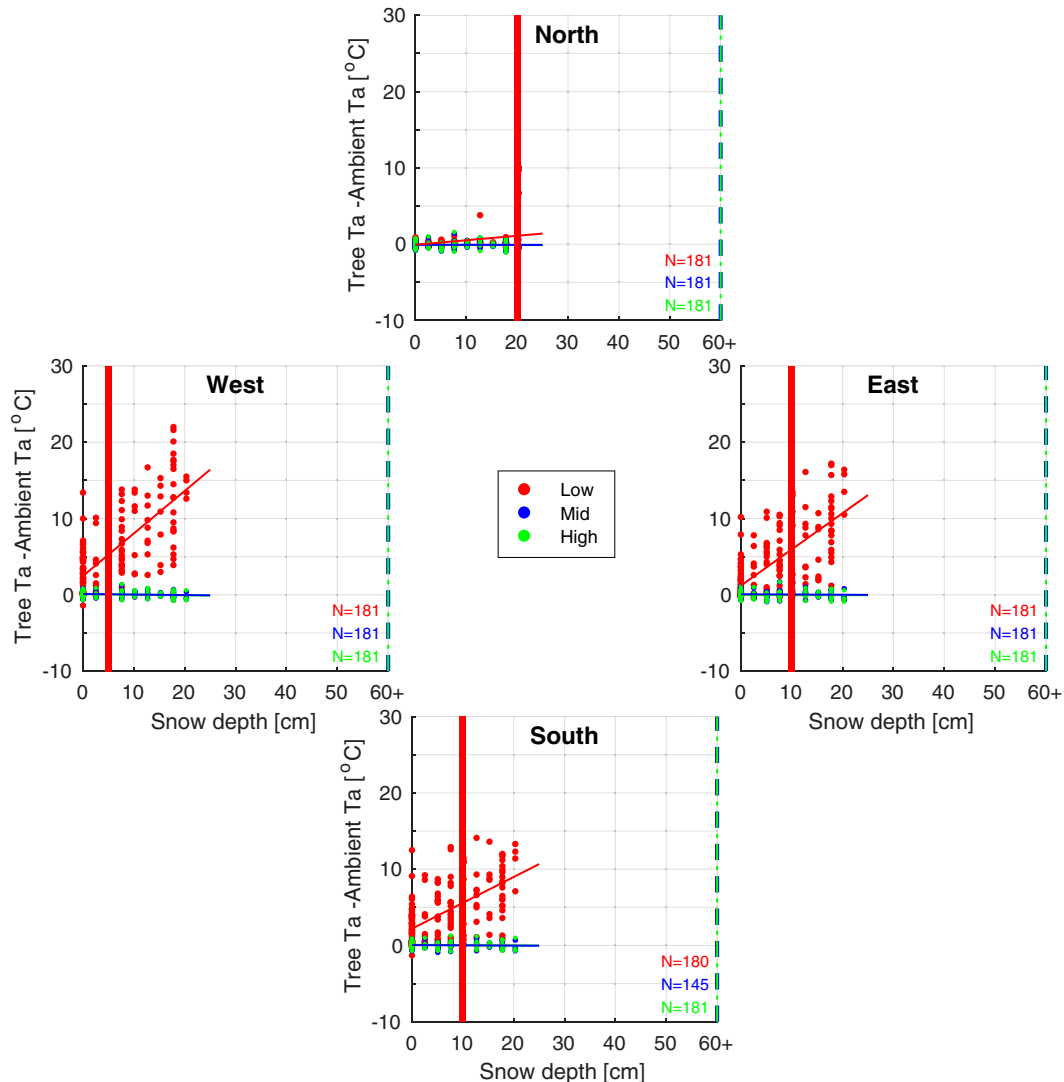 North
Tree Ta -Ambient Ta [°C]
30
20
10
0
-10
N=181
N=181
N=181
0 10 20 30 40 50 60+
West
Tree Ta -Ambient Ta [°C]
30
20
10
0
-10
N=181
N=181
N=181
0 10 20 30 40 50 60+
Snow depth [cm]
Low
Mid
High
East
Tree Ta -Ambient Ta [°C]
30
20
10
0
-10
N=181
N=181
N=181
0 10 20 30 40 50 60+
Snow depth [cm]
South
Tree Ta -Ambient Ta [°C]
30
20
10
0
-10
N=180
N=145
N=181
0 10 20 30 40 50 60+
Snow depth [cm]